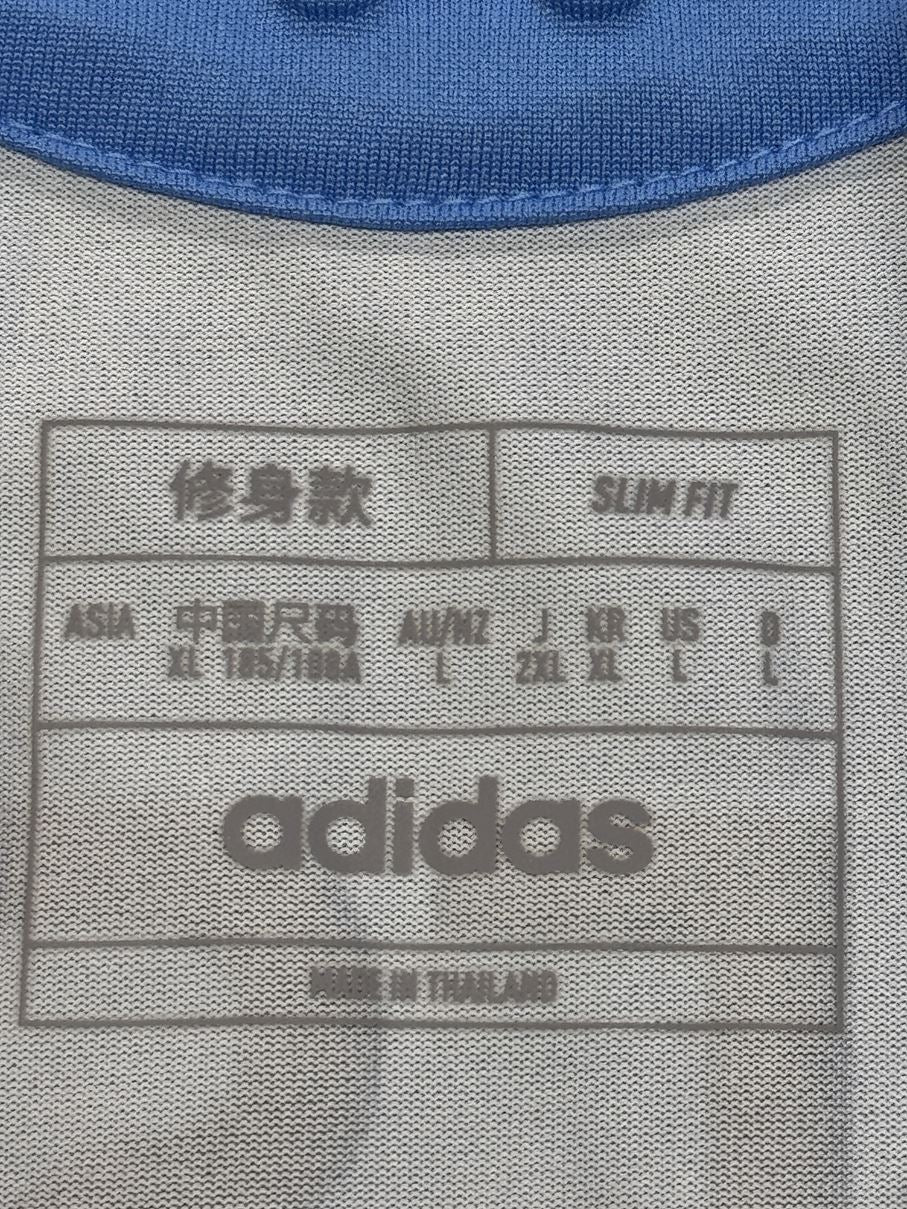 修身款 SLIM FIT
ASIA 中国尺码 AU/NZ J KR US D
XL 185/108A L 2XL XL L L
adidas
MADE IN THAILAND